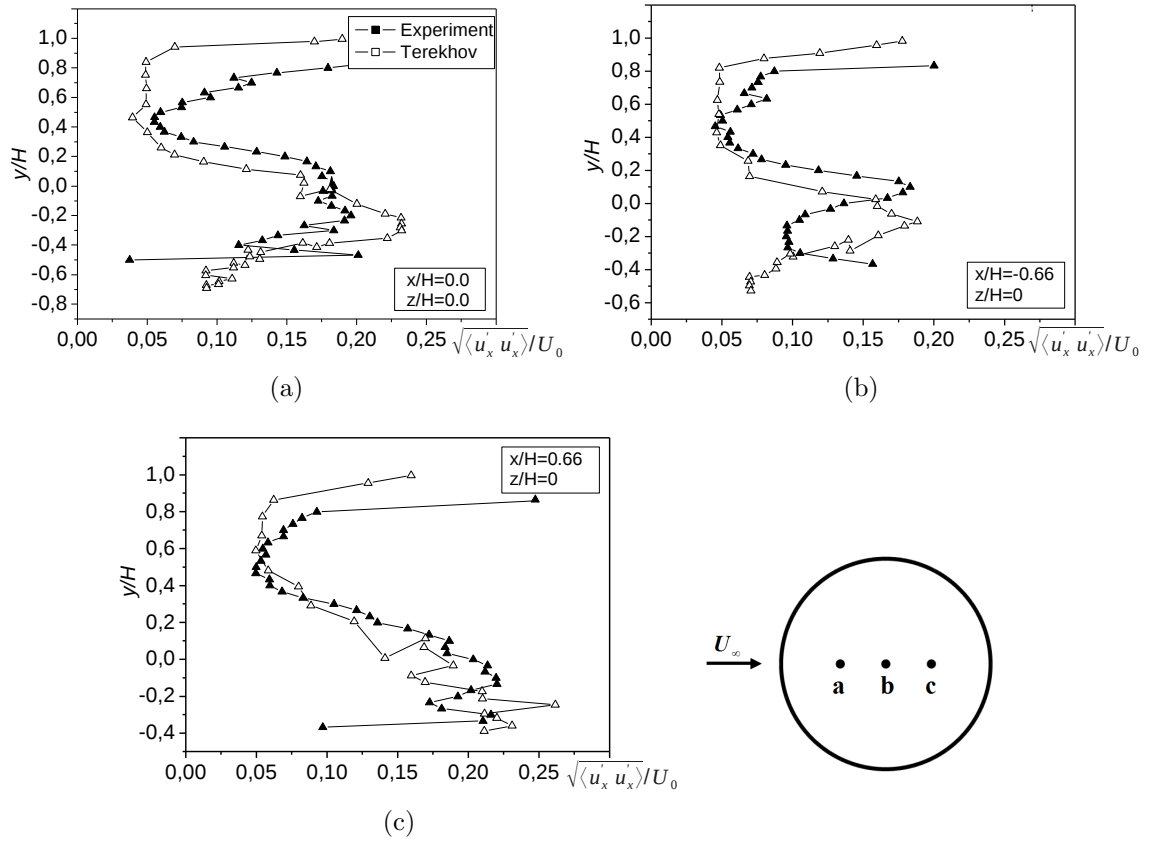 1,0
0,8
0,6
0,4
0,2
0,0
-0,2
-0,4
-0,6
-0,8
y/H
Experiment
Terekhov
x/H=0.0
z/H=0.0
0,00 0,05 0,10 0,15 0,20 0,25 √⟨u'ₓ u'ₓ⟩/U₀
(a)
1,0
0,8
0,6
0,4
0,2
0,0
-0,2
-0,4
-0,6
y/H
x/H=-0.66
z/H=0
0,00 0,05 0,10 0,15 0,20 0,25 √⟨u'ₓ u'ₓ⟩/U₀
(b)
1,0
0,8
0,6
0,4
0,2
0,0
-0,2
-0,4
y/H
x/H=0.66
z/H=0
0,00 0,05 0,10 0,15 0,20 0,25 √⟨u'ₓ u'ₓ⟩/U₀
(c)
U∞
a b c